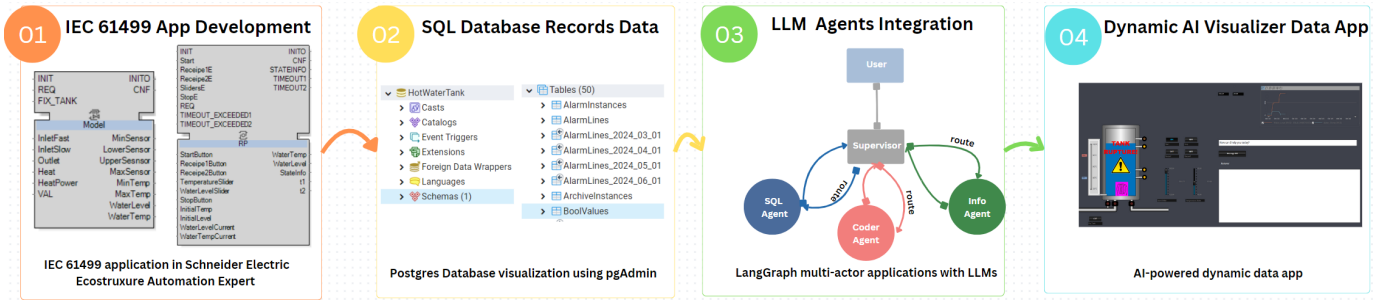 01
IEC 61499 App Development
INIT
REQ
FIX_TANK
INITO
CNF
Model
InletFast
InletSlow
Outlet
Heat
HeatPower
VAL
MinSensor
LowerSensor
UpperSesnsor
MaxSensor
MinTemp
MaxTemp
WaterLevel
WaterTemp
INIT
Start
Receipe1E
Receipe2E
SlidersE
StopE
REQ
TIMEOUT_EXCEEDED1
TIMEOUT_EXCEEDED2
INITO
CNF
STATEINFO
TIMEOUT1
TIMEOUT2
RP
StartButton
Receipe1Button
Receipe2Button
TemperatureSlider
WaterLevelSlider
StopButton
InitialTemp
InitialLevel
WaterLevelCurrent
WaterTempCurrent
WaterTemp
WaterLevel
StateInfo
t1
t2
IEC 61499 application in Schneider Electric
Ecostruxure Automation Expert
02
SQL Database Records Data
HotWaterTank
Casts
Catalogs
Event Triggers
Extensions
Foreign Data Wrappers
Languages
Schemas (1)
Tables (50)
AlarmInstances
AlarmLines
AlarmLines_2024_03_01
AlarmLines_2024_04_01
AlarmLines_2024_05_01
AlarmLines_2024_06_01
ArchiveInstances
BoolValues
Postgres Database visualization using pgAdmin
03
LLM Agents Integration
User
Supervisor
route
route
route
SQL
Agent
Coder
Agent
Info
Agent
LangGraph multi-actor applications with LLMs
04
Dynamic AI Visualizer Data App
AI-powered dynamic data app